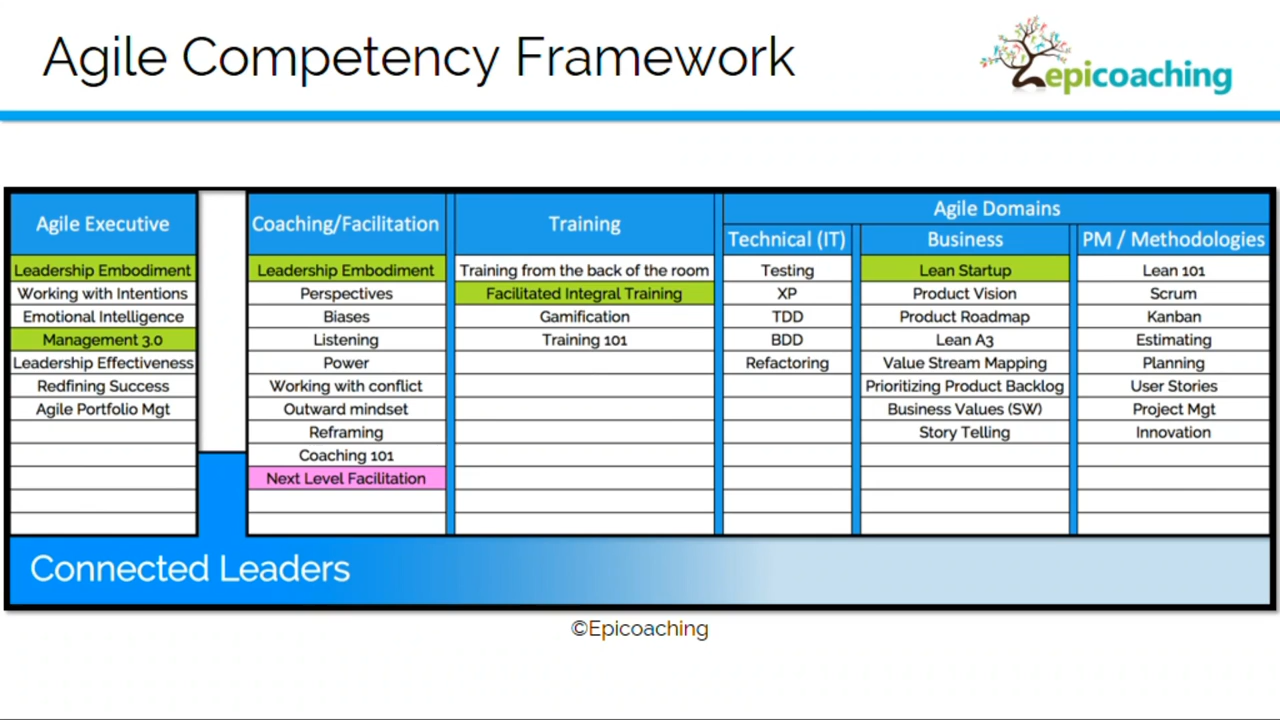 Agile Competency Framework
epicoaching
Agile Executive
Leadership Embodiment
Working with Intentions
Emotional Intelligence
Management 3.0
Leadership Effectiveness
Redfining Success
Agile Portfolio Mgt
Coaching/Facilitation
Leadership Embodiment
Perspectives
Biases
Listening
Power
Working with conflict
Outward mindset
Reframing
Coaching 101
Next Level Facilitation
Training
Training from the back of the room
Facilitated Integral Training
Gamification
Training 101
Agile Domains
Technical (IT)
Testing
XP
TDD
BDD
Refactoring
Business
Lean Startup
Product Vision
Product Roadmap
Lean A3
Value Stream Mapping
Prioritizing Product Backlog
Business Values (SW)
Story Telling
PM / Methodologies
Lean 101
Scrum
Kanban
Estimating
Planning
User Stories
Project Mgt
Innovation
Connected Leaders
©Epicoaching